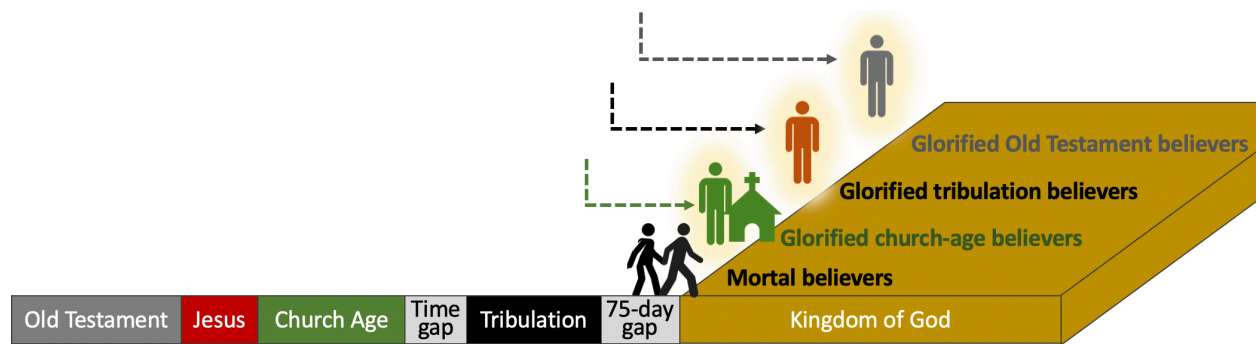 Glorified Old Testament believers
Glorified tribulation believers
Glorified church-age believers
Mortal believers
Old Testament
Jesus
Church Age
Time
gap
Tribulation
75-day
gap
Kingdom of God